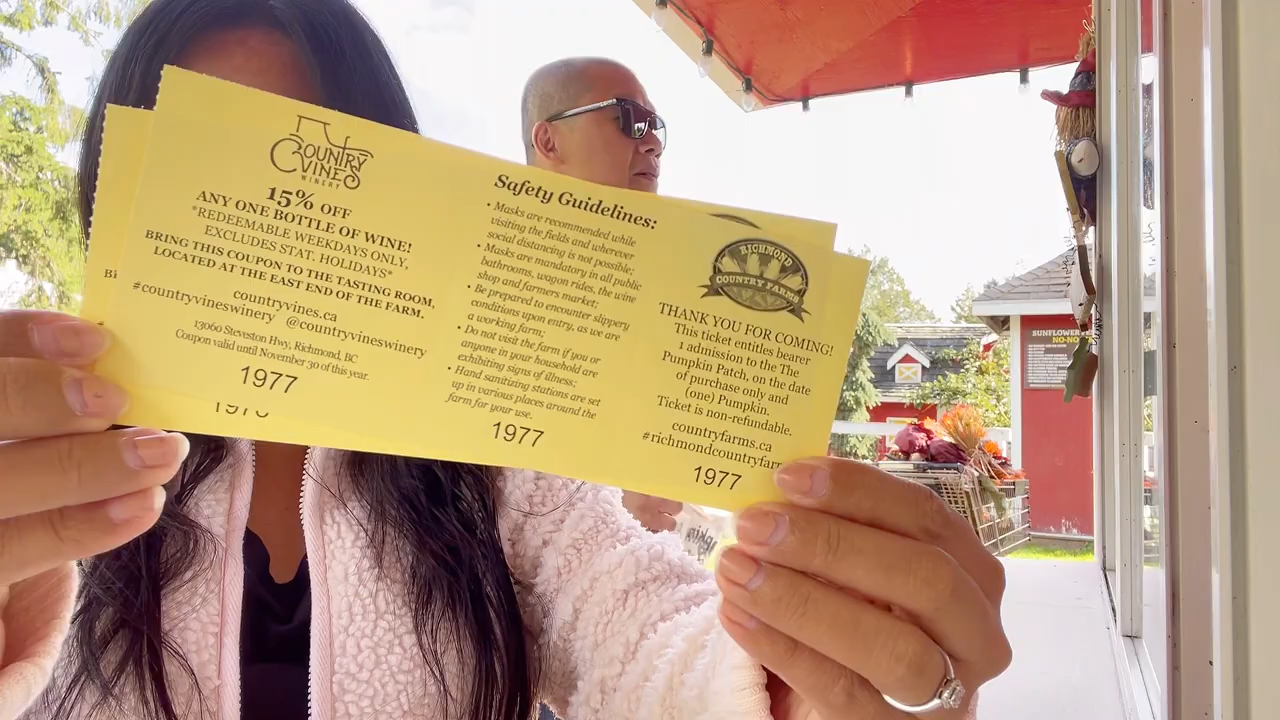 COUNTRY
VINES
WINERY
15% OFF
ANY ONE BOTTLE OF WINE!
*REDEEMABLE WEEKDAYS ONLY,
EXCLUDES STAT. HOLIDAYS*
BRING THIS COUPON TO THE TASTING ROOM,
LOCATED AT THE EAST END OF THE FARM.
countryvines.ca
#countryvineswinery @countryvineswinery
13060 Steveston Hwy, Richmond, Bc
Coupon valid until November 30 of this year.
1977
Safety Guidelines:
• Masks are recommended while
visiting the fields and wherever
social distancing is not possible;
• Masks are mandatory in all public
bathrooms, wagon rides, the wine
shop and farmers market;
• Be prepared to encounter slippery
conditions upon entry, as we are
a working farm;
• Do not visit the farm if you or
anyone in your household are
exhibiting signs of illness;
• Hand sanitizing stations are set
up in various places around the
farm for your use.
1977
RICHMOND
COUNTRY FARMS
THANK YOU FOR COMING!
This ticket entitles bearer
1 admission to the The
Pumpkin Patch, on the date
of purchase only and
(one) Pumpkin.
Ticket is non-refundable.
countryfarms.ca
#richmondcountryfar
1977
SUNFLOWER
NO-NO